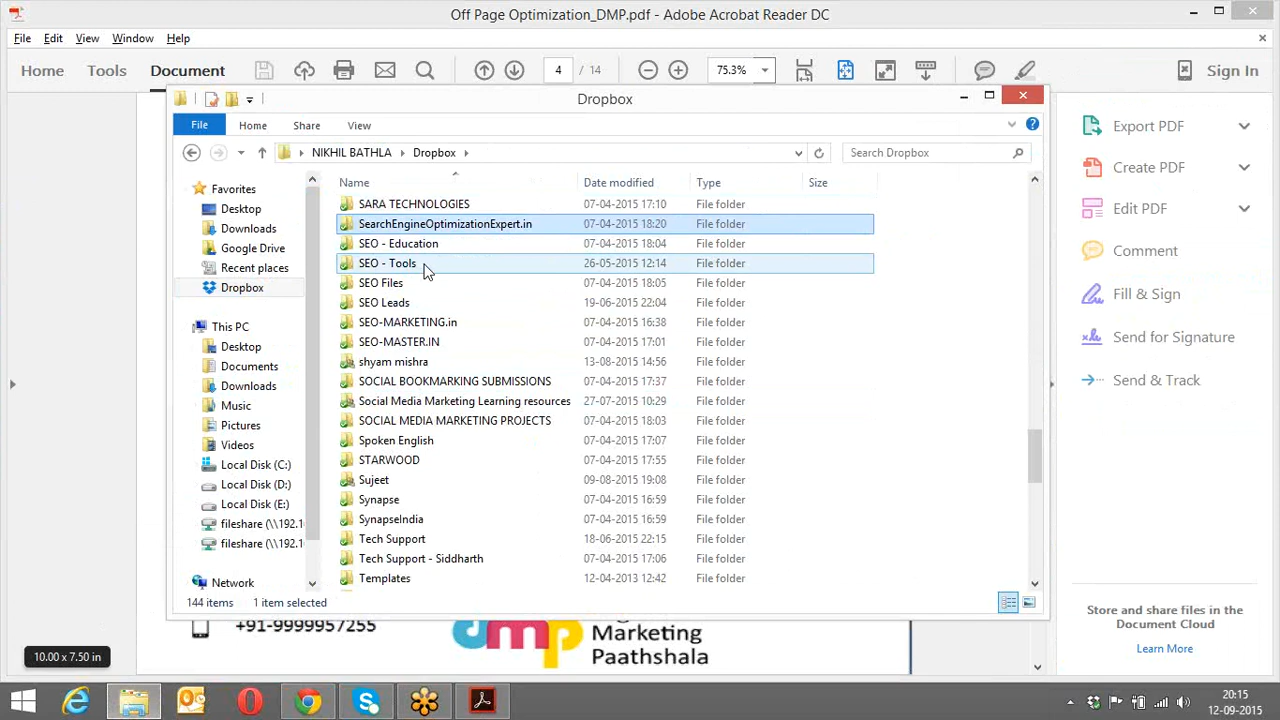 Off Page Optimization_DMP.pdf - Adobe Acrobat Reader DC
File Edit View Window Help
Home Tools Document 4 / 14 75.3% Sign In
Dropbox
File Home Share View
NIKHIL BATHLA Dropbox Search Dropbox
Name Date modified Type Size
SARA TECHNOLOGIES 07-04-2015 17:10 File folder
SearchEngineOptimizationExpert.in 07-04-2015 18:20 File folder
SEO - Education 07-04-2015 18:04 File folder
SEO - Tools 26-05-2015 12:14 File folder
SEO Files 07-04-2015 18:05 File folder
SEO Leads 19-06-2015 22:04 File folder
SEO-MARKETING.in 07-04-2015 16:38 File folder
SEO-MASTER.IN 07-04-2015 17:01 File folder
shyam mishra 13-08-2015 14:56 File folder
SOCIAL BOOKMARKING SUBMISSIONS 07-04-2015 17:37 File folder
Social Media Marketing Learning resources 27-07-2015 10:29 File folder
SOCIAL MEDIA MARKETING PROJECTS 07-04-2015 18:03 File folder
Spoken English 07-04-2015 17:07 File folder
STARWOOD 07-04-2015 17:55 File folder
Sujeet 09-08-2015 19:08 File folder
Synapse 07-04-2015 16:59 File folder
SynapseIndia 07-04-2015 16:59 File folder
Tech Support 18-06-2015 22:15 File folder
Tech Support - Siddharth 07-04-2015 17:06 File folder
Templates 12-04-2013 12:42 File folder
Favorites
Desktop
Downloads
Google Drive
Recent places
Dropbox
This PC
Desktop
Documents
Downloads
Music
Pictures
Videos
Local Disk (C:)
Local Disk (D:)
Local Disk (E:)
fileshare (\\192.1
fileshare (\\192.1
Network
144 items 1 item selected
Export PDF
Create PDF
Edit PDF
Comment
Fill & Sign
Send for Signature
Send & Track
Store and share files in the
Document Cloud
Learn More
+91-9999957255
dmp
Marketing
Paathshala
10.00 x 7.50 in
20:15
12-09-2015